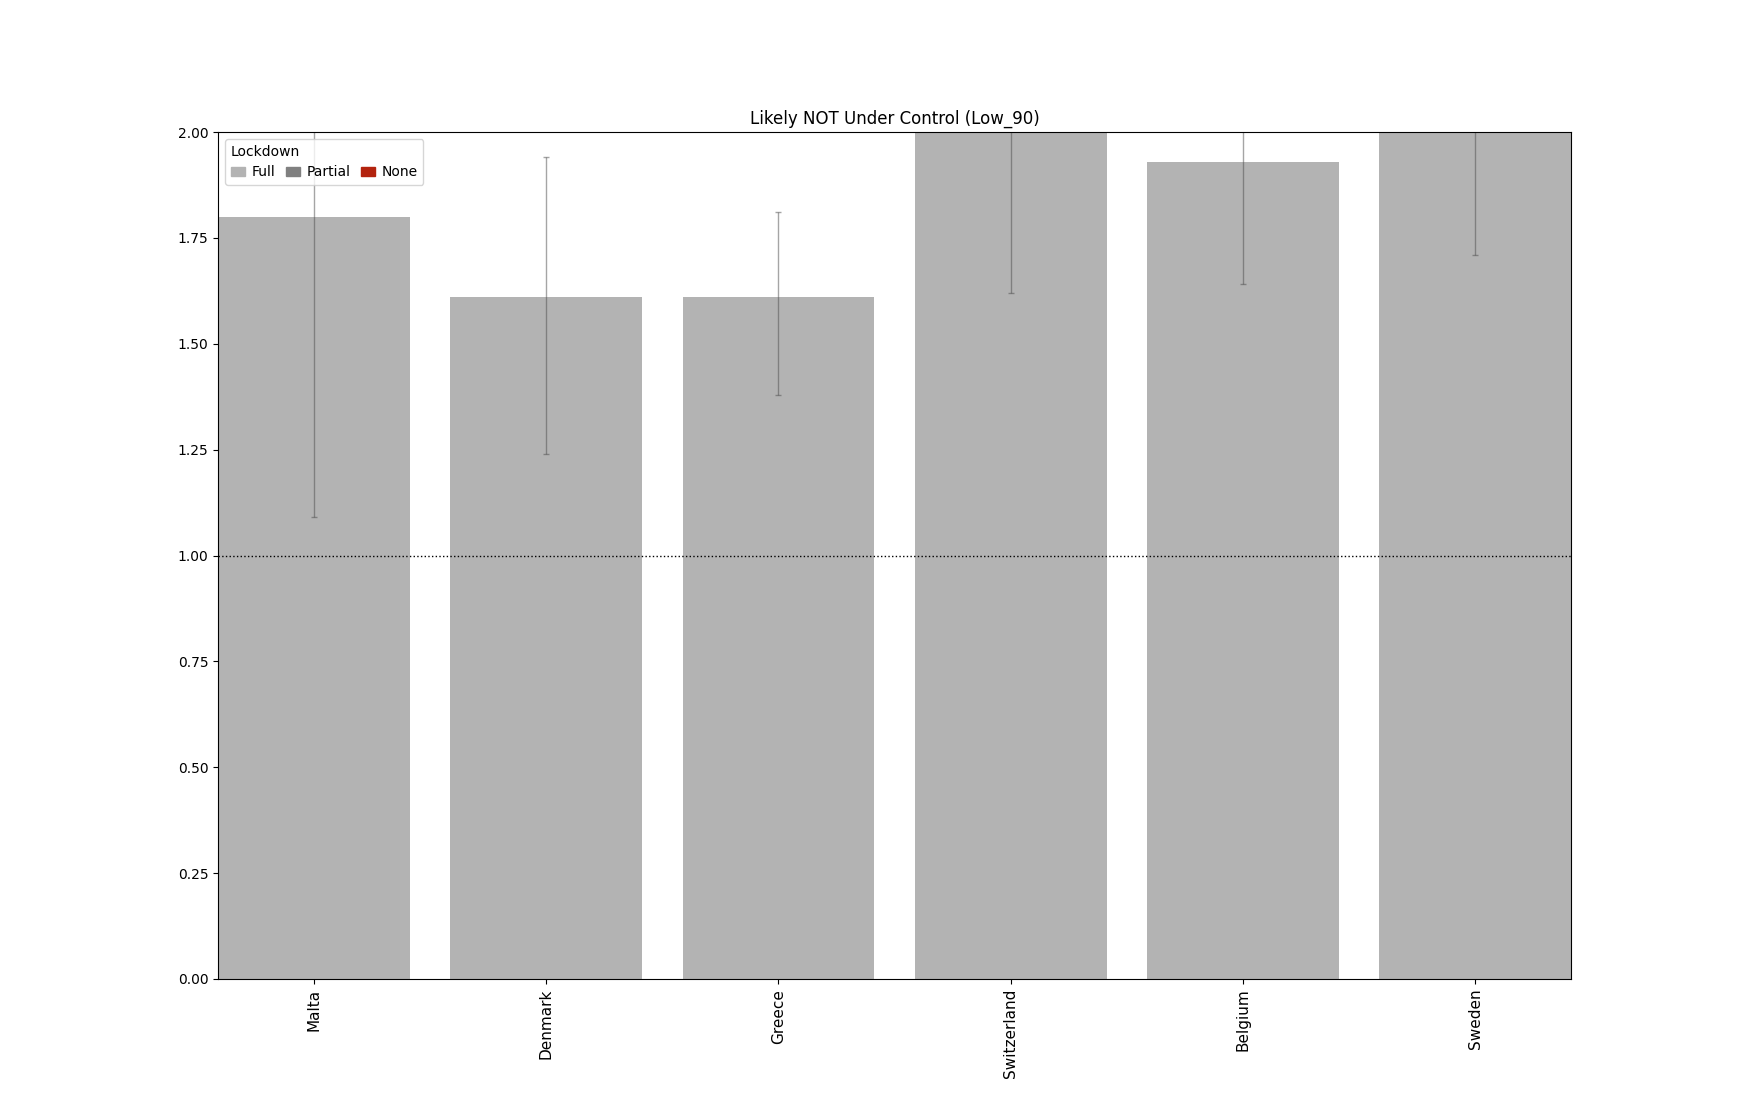 Likely NOT Under Control (Low_90)
Lockdown
Full Partial None
2.00
1.75
1.50
1.25
1.00
0.75
0.50
0.25
0.00
Malta
Denmark
Greece
Switzerland
Belgium
Sweden